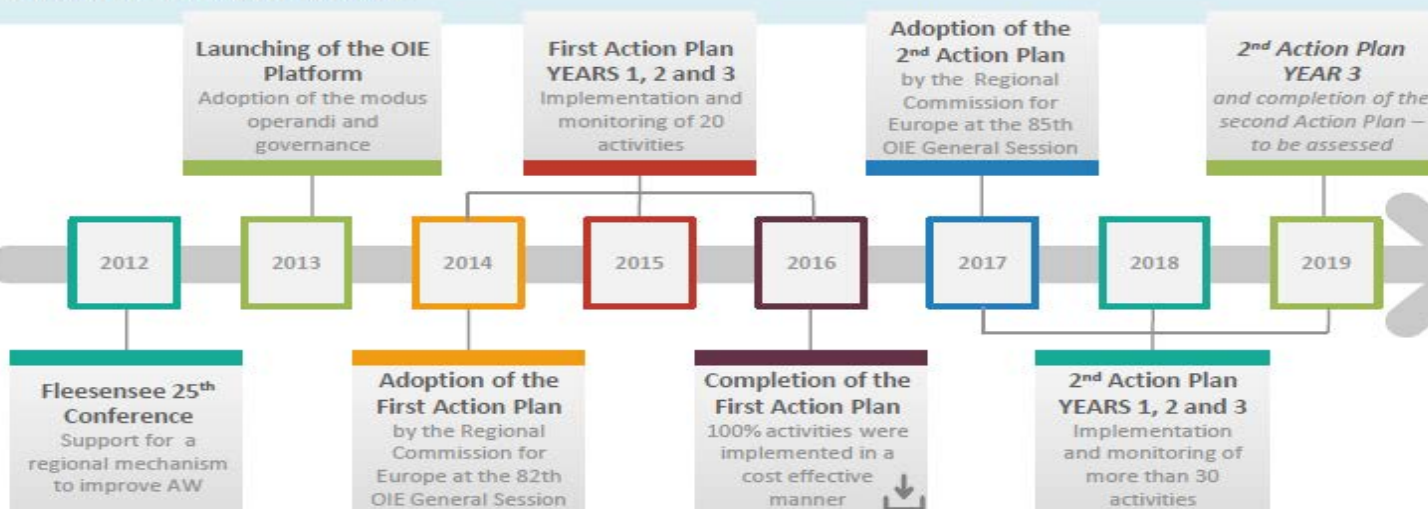 Launching of the OIE
Platform
Adoption of the modus
operandi and
governance
First Action Plan
YEARS 1, 2 and 3
Implementation and
monitoring of 20
activities
Adoption of the
2nd Action Plan
by the Regional
Commission for
Europe at the 85th
OIE General Session
2nd Action Plan
YEAR 3
and completion of the
second Action Plan –
to be assessed
2012
2013
2014
2015
2016
2017
2018
2019
Fleesensee 25th
Conference
Support for a
regional mechanism
to improve AW
Adoption of the
First Action Plan
by the Regional
Commission for
Europe at the 82th
OIE General Session
Completion of the
First Action Plan
100% activities were
implemented in a
cost effective
manner
2nd Action Plan
YEARS 1, 2 and 3
Implementation
and monitoring of
more than 30
activities